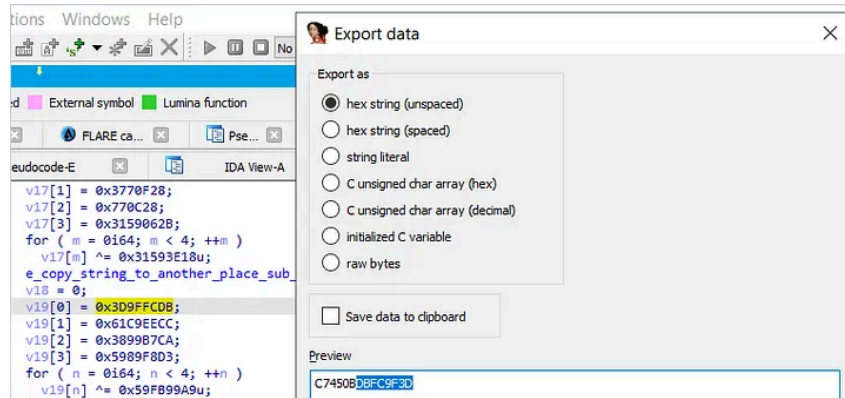 tions Windows Help
No
Export data
Export as
hex string (unspaced)
hex string (spaced)
string literal
C unsigned char array (hex)
C unsigned char array (decimal)
initialized C variable
raw bytes
Save data to clipboard
Preview
C7450BDBFC9F3D
ed External symbol Lumina function
FLARE ca... Pse...
eudocode-E IDA View-A
v17[1] = 0x3770F28;
v17[2] = 0x770C28;
v17[3] = 0x3159062B;
for ( m = 0i64; m < 4; ++m )
v17[m] ^= 0x31593E18u;
e_copy_string_to_another_place_sub_
v18 = 0;
v19[0] = 0x3D9FFCDB;
v19[1] = 0x61C9EECC;
v19[2] = 0x3899B7CA;
v19[3] = 0x5989F8D3;
for ( n = 0i64; n < 4; ++n )
v19[n] ^= 0x59FB99A9u;